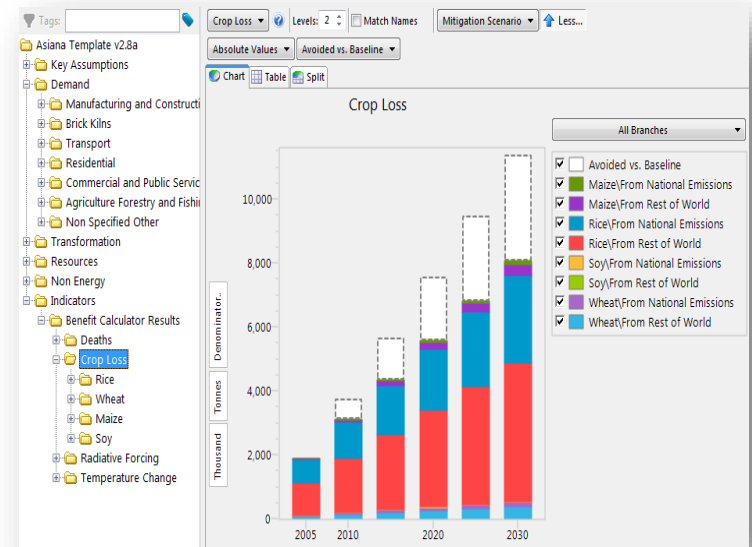 Tags:
Asiana Template v2.8a
Key Assumptions
Demand
Manufacturing and Constructi
Brick Kilns
Transport
Residential
Commercial and Public Servic
Agriculture Forestry and Fishi
Non Specified Other
Transformation
Resources
Non Energy
Indicators
Benefit Calculator Results
Deaths
Crop Loss
Rice
Wheat
Maize
Soy
Radiative Forcing
Temperature Change
Crop Loss Levels: 2 Match Names Mitigation Scenario Less...
Absolute Values Avoided vs. Baseline
Chart Table Split
Crop Loss
All Branches
Avoided vs. Baseline
Maize\From National Emissions
Maize\From Rest of World
Rice\From National Emissions
Rice\From Rest of World
Soy\From National Emissions
Soy\From Rest of World
Wheat\From National Emissions
Wheat\From Rest of World
Denominator..
Tonnes
Thousand
10,000
8,000
6,000
4,000
2,000
0
2005 2010 2020 2030